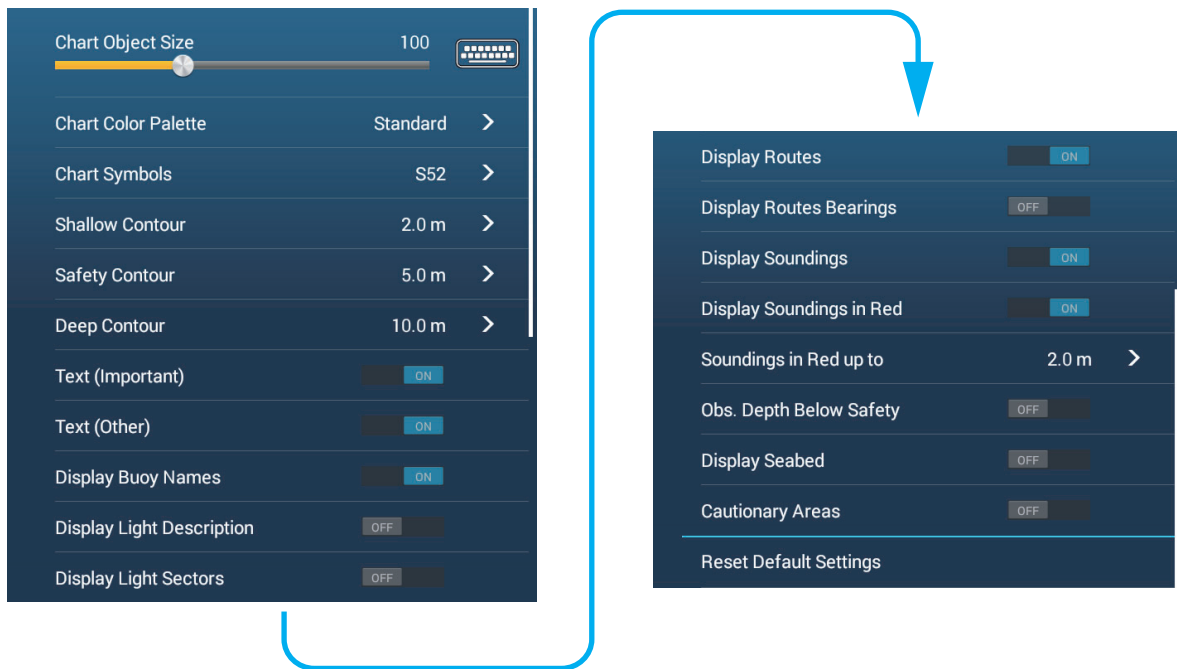 Chart Object Size 100
Chart Color Palette Standard
Chart Symbols S52
Shallow Contour 2.0 m
Safety Contour 5.0 m
Deep Contour 10.0 m
Text (Important) ON
Text (Other) ON
Display Buoy Names ON
Display Light Description OFF
Display Light Sectors OFF
Display Routes ON
Display Routes Bearings OFF
Display Soundings ON
Display Soundings in Red ON
Soundings in Red up to 2.0 m
Obs. Depth Below Safety OFF
Display Seabed OFF
Cautionary Areas OFF
Reset Default Settings